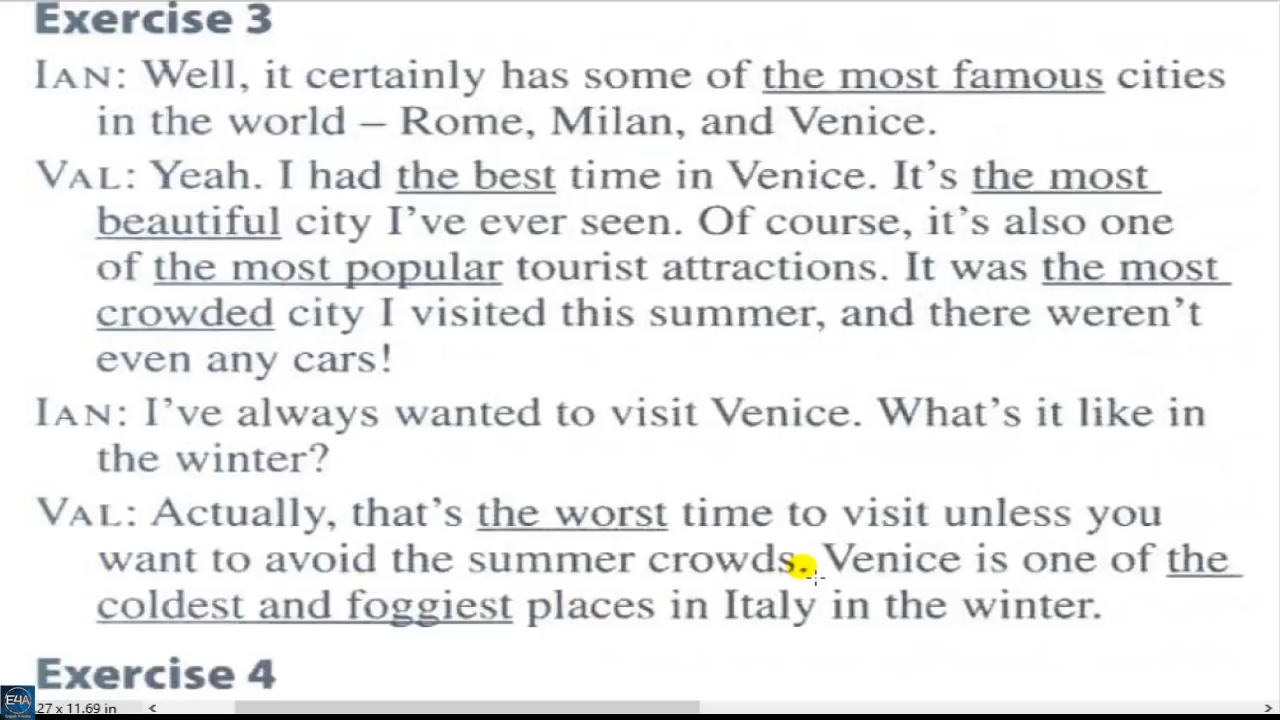 Exercise 3
IAN: Well, it certainly has some of the most famous cities
in the world – Rome, Milan, and Venice.
VAL: Yeah. I had the best time in Venice. It's the most
beautiful city I've ever seen. Of course, it's also one
of the most popular tourist attractions. It was the most
crowded city I visited this summer, and there weren't
even any cars!
IAN: I've always wanted to visit Venice. What's it like in
the winter?
VAL: Actually, that's the worst time to visit unless you
want to avoid the summer crowds. Venice is one of the
coldest and foggiest places in Italy in the winter.
Exercise 4
E4A
27 x 11.69 in